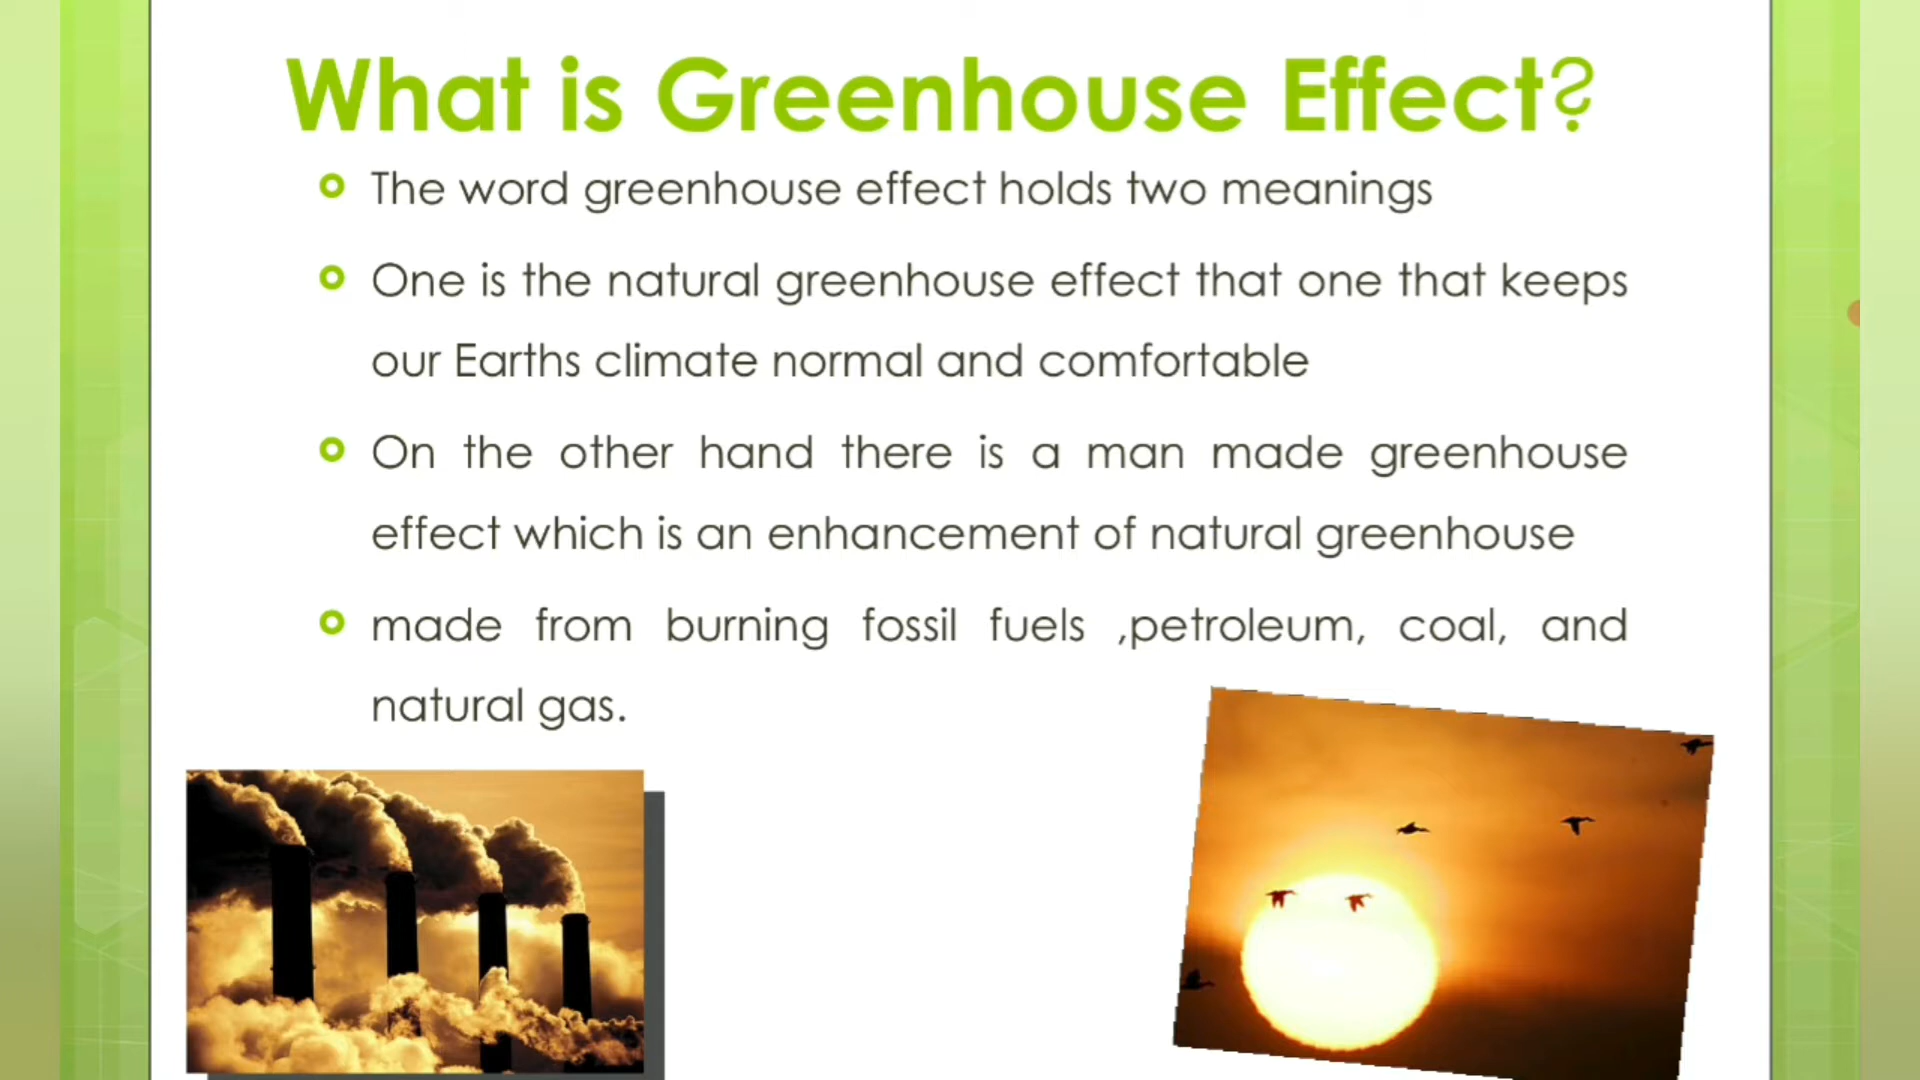 What is Greenhouse Effect?
The word greenhouse effect holds two meanings
One is the natural greenhouse effect that one that keeps
our Earths climate normal and comfortable
On the other hand there is a man made greenhouse
effect which is an enhancement of natural greenhouse
made from burning fossil fuels ,petroleum, coal, and
natural gas.